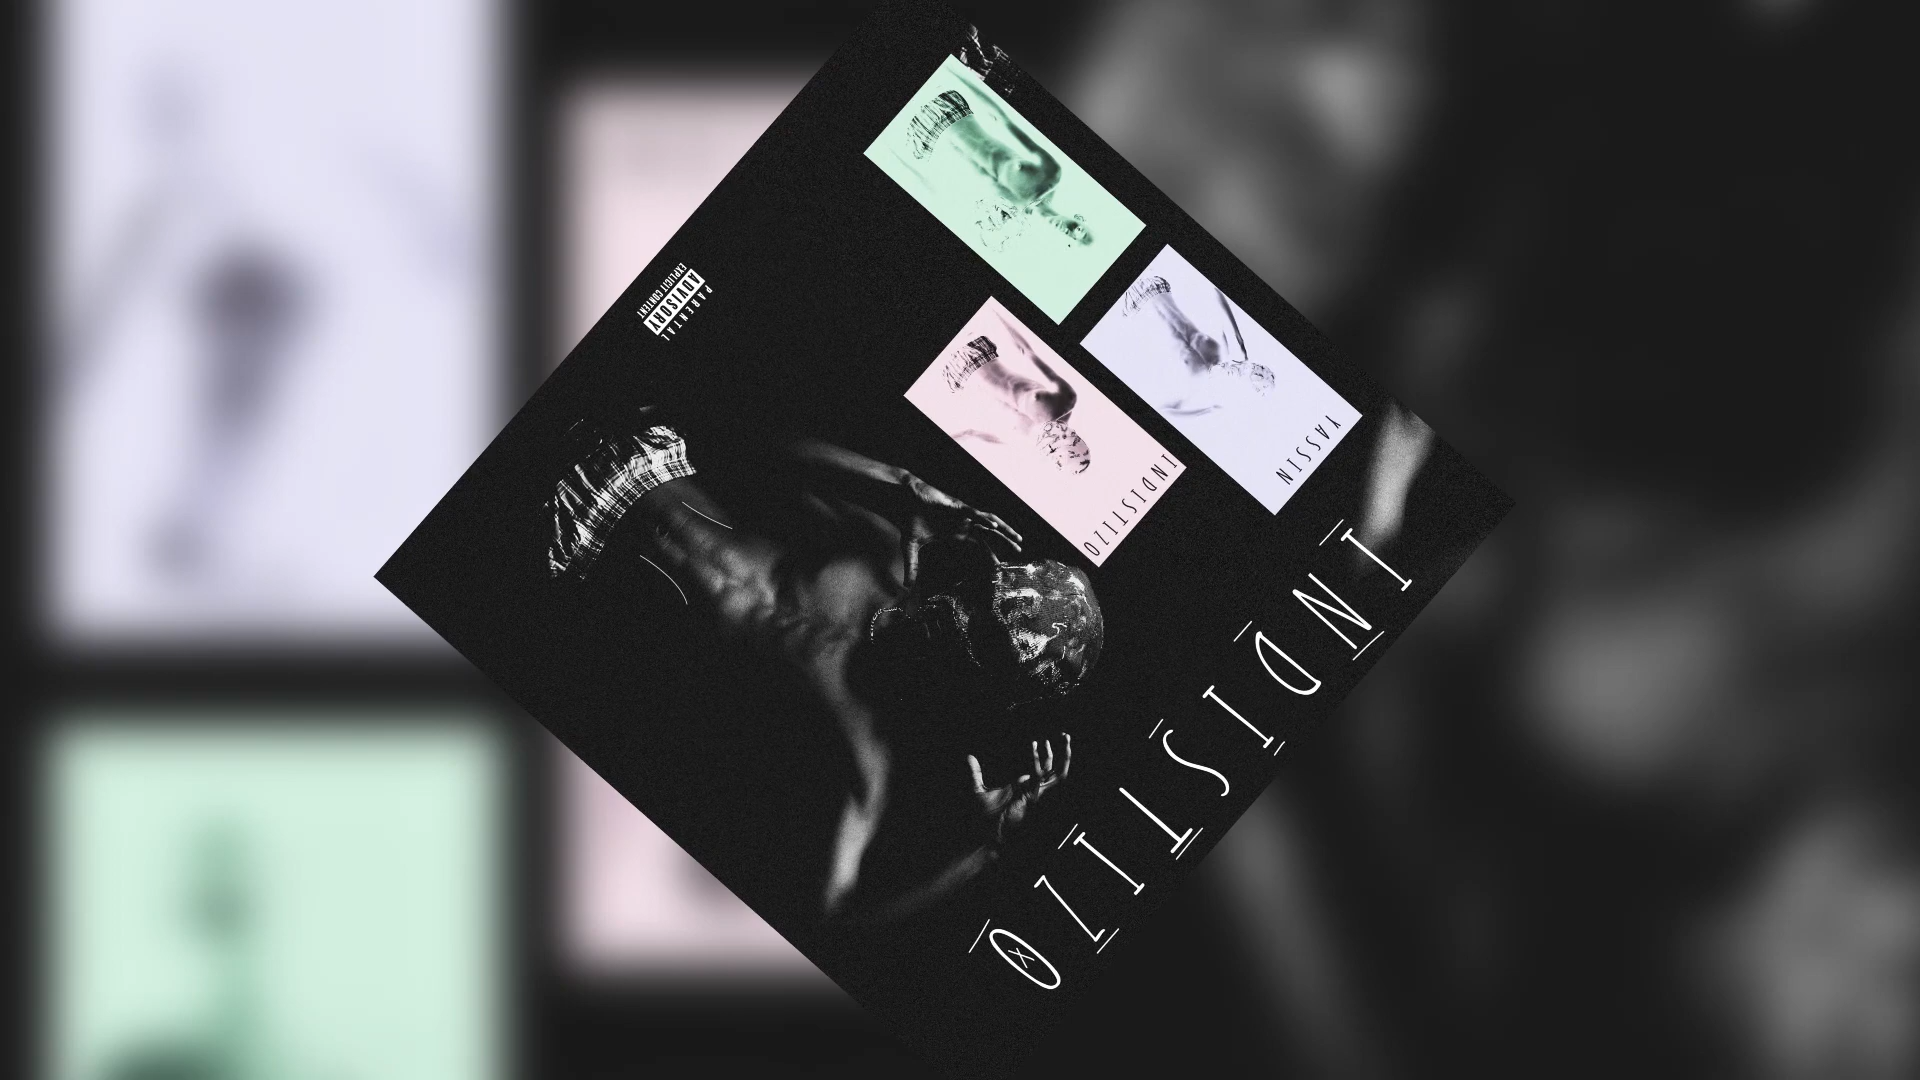 INDISTIZO
YASSIN
INDISTIZO
PARENTAL
ADVISORY
EXPLICIT CONTENT